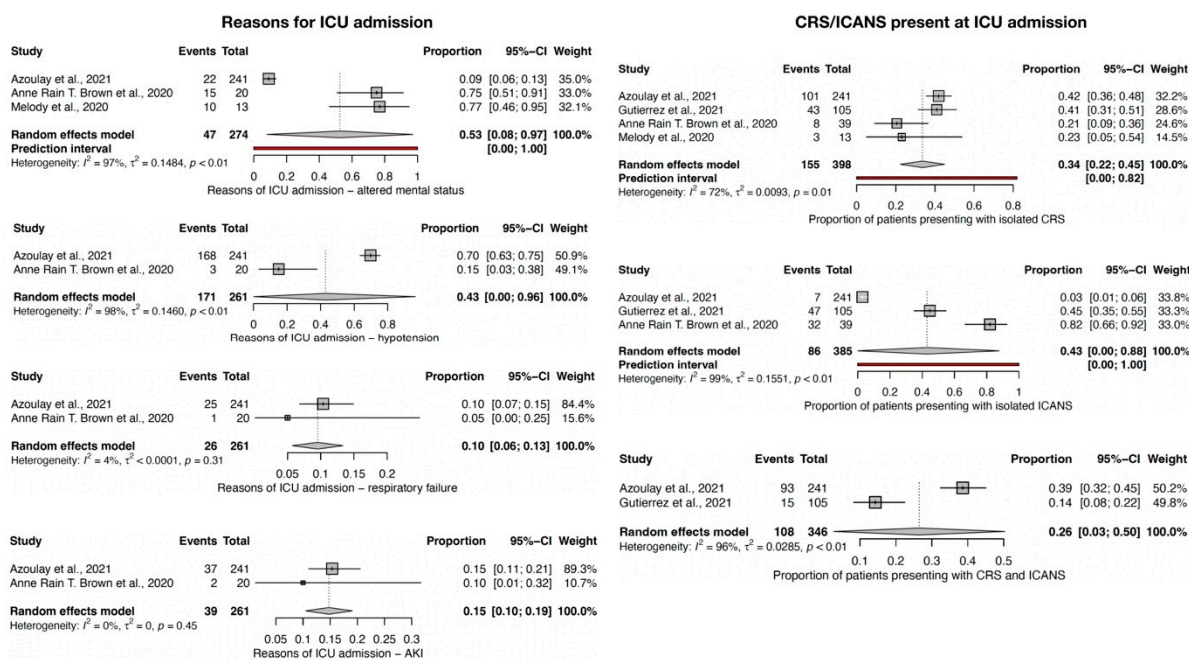 Reasons for ICU admission
Study Events Total Proportion 95%−CI Weight
Azoulay et al., 2021 22 241 0.09 [0.06; 0.13] 35.0%
Anne Rain T. Brown et al., 2020 15 20 0.75 [0.51; 0.91] 33.0%
Melody et al., 2020 10 13 0.77 [0.46; 0.95] 32.1%
Random effects model 47 274 0.53 [0.08; 0.97] 100.0%
Prediction interval [0.00; 1.00]
Heterogeneity: I² = 97%, τ² = 0.1484, p < 0.01
0 0.2 0.4 0.6 0.8 1
Reasons of ICU admission − altered mental status
Study Events Total Proportion 95%−CI Weight
Azoulay et al., 2021 168 241 0.70 [0.63; 0.75] 50.9%
Anne Rain T. Brown et al., 2020 3 20 0.15 [0.03; 0.38] 49.1%
Random effects model 171 261 0.43 [0.00; 0.96] 100.0%
Heterogeneity: I² = 98%, τ² = 0.1460, p < 0.01
0 0.2 0.4 0.6 0.8
Reasons of ICU admission − hypotension
Study Events Total Proportion 95%−CI Weight
Azoulay et al., 2021 25 241 0.10 [0.07; 0.15] 84.4%
Anne Rain T. Brown et al., 2020 1 20 0.05 [0.00; 0.25] 15.6%
Random effects model 26 261 0.10 [0.06; 0.13] 100.0%
Heterogeneity: I² = 4%, τ² < 0.0001, p = 0.31
0.05 0.1 0.15 0.2
Reasons of ICU admission − respiratory failure
Study Events Total Proportion 95%−CI Weight
Azoulay et al., 2021 37 241 0.15 [0.11; 0.21] 89.3%
Anne Rain T. Brown et al., 2020 2 20 0.10 [0.01; 0.32] 10.7%
Random effects model 39 261 0.15 [0.10; 0.19] 100.0%
Heterogeneity: I² = 0%, τ² = 0, p = 0.45
0.05 0.1 0.15 0.2 0.25 0.3
Reasons of ICU admission − AKI
CRS/ICANS present at ICU admission
Study Events Total Proportion 95%−CI Weight
Azoulay et al., 2021 101 241 0.42 [0.36; 0.48] 32.2%
Gutierrez et al., 2021 43 105 0.41 [0.31; 0.51] 28.6%
Anne Rain T. Brown et al., 2020 8 39 0.21 [0.09; 0.36] 24.6%
Melody et al., 2020 3 13 0.23 [0.05; 0.54] 14.5%
Random effects model 155 398 0.34 [0.22; 0.45] 100.0%
Prediction interval [0.00; 0.82]
Heterogeneity: I² = 72%, τ² = 0.0093, p = 0.01
0 0.2 0.4 0.6 0.8
Proportion of patients presenting with isolated CRS
Study Events Total Proportion 95%−CI Weight
Azoulay et al., 2021 7 241 0.03 [0.01; 0.06] 33.8%
Gutierrez et al., 2021 47 105 0.45 [0.35; 0.55] 33.3%
Anne Rain T. Brown et al., 2020 32 39 0.82 [0.66; 0.92] 33.0%
Random effects model 86 385 0.43 [0.00; 0.88] 100.0%
Prediction interval [0.00; 1.00]
Heterogeneity: I² = 99%, τ² = 0.1551, p < 0.01
0 0.2 0.4 0.6 0.8 1
Proportion of patients presenting with isolated ICANS
Study Events Total Proportion 95%−CI Weight
Azoulay et al., 2021 93 241 0.39 [0.32; 0.45] 50.2%
Gutierrez et al., 2021 15 105 0.14 [0.08; 0.22] 49.8%
Random effects model 108 346 0.26 [0.03; 0.50] 100.0%
Heterogeneity: I² = 96%, τ² = 0.0285, p < 0.01
0.1 0.2 0.3 0.4 0.5
Proportion of patients presenting with CRS and ICANS